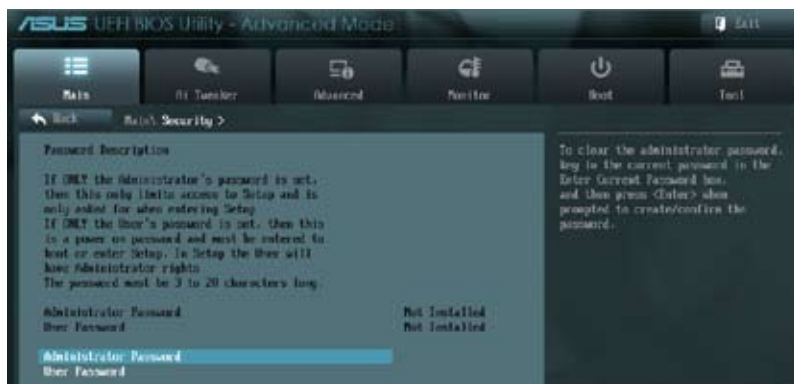 ASUS UEFI BIOS Utility - Advanced Mode
Exit
Main
Ai Tweaker
Advanced
Monitor
Boot
Tool
Back
Main\ Security >
Password Description
If ONLY the Administrator's password is set,
then this only limits access to Setup and is
only asked for when entering Setup
If ONLY the User's password is set, then this
is a power on password and must be entered to
boot or enter Setup. In Setup the User will
have Administrator rights
The password must be 3 to 20 characters long.
Administrator Password Not Installed
User Password Not Installed
Administrator Password
User Password
To clear the administrator password,
key in the current password in the
Enter Current Password box,
and then press <Enter> when
prompted to create/confirm the
password.